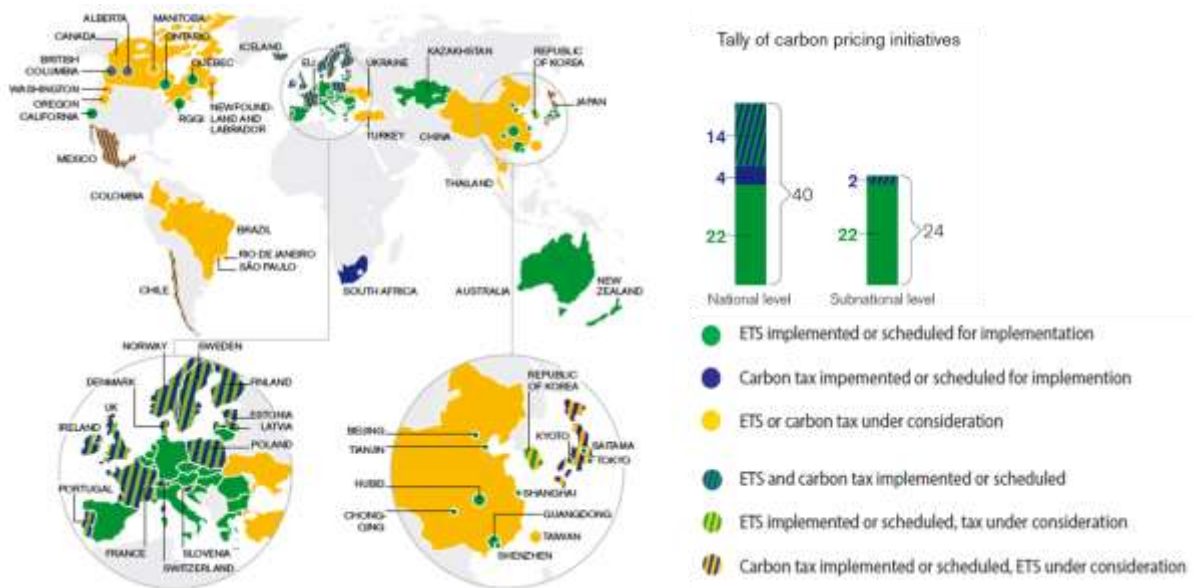 ALBERTA
MANITOBA
CANADA
ONTARIO
BRITISH
COLUMBIA
QUÉBEC
WASHINGTON
OREGON
CALIFORNIA
RGGI
NEWFOUND-
LAND AND
LABRADOR
MEXICO
ICELAND
EU
UKRAINE
TURKEY
KAZAKHSTAN
REPUBLIC
OF KOREA
JAPAN
CHINA
THAILAND
COLOMBIA
BRAZIL
RIO DE JANEIRO
SÃO PAULO
CHILE
SOUTH AFRICA
AUSTRALIA
NEW
ZEALAND
NORWAY
SWEDEN
DENMARK
FINLAND
UK
ESTONIA
IRELAND
LATVIA
POLAND
PORTUGAL
FRANCE
SLOVENIA
SWITZERLAND
REPUBLIC
OF KOREA
BEIJING
TIANJIN
KYOTO
SAITAMA
TOKYO
HUBEI
SHANGHAI
CHONG-
QING
GUANGDONG
TAIWAN
SHENZHEN
Tally of carbon pricing initiatives
14
4
40
22
2
22
24
National level
Subnational level
ETS implemented or scheduled for implementation
Carbon tax impemented or scheduled for implemention
ETS or carbon tax under consideration
ETS and carbon tax implemented or scheduled
ETS implemented or scheduled, tax under consideration
Carbon tax implemented or scheduled, ETS under consideration